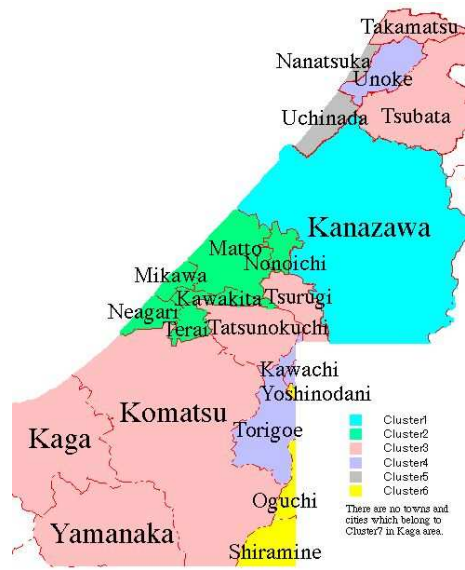 Takamatsu
Nanatsuka
Unoke
Uchinada
Tsubata
Kanazawa
Matto
Nonoichi
Mikawa
Kawakita
Tsurugi
Neagari
Terai
Tatsunokuchi
Kawachi
Yoshinodani
Komatsu
Torigoe
Kaga
Oguchi
Yamanaka
Shiramine
Cluster1
Cluster2
Cluster3
Cluster4
Cluster5
Cluster6
There are no towns and
cities which belong to
Cluster7 in Kaga area.